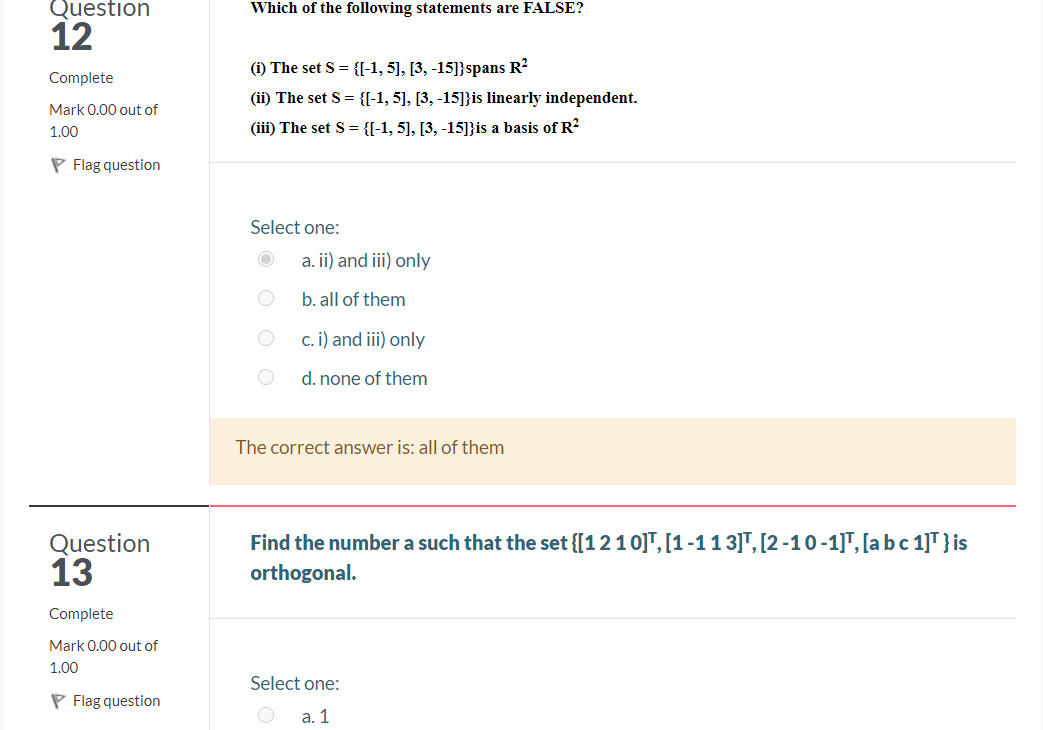 Question
12
Complete
Mark 0.00 out of
1.00
Flag question
Which of the following statements are FALSE?
(i) The set S = {[-1, 5], [3, -15]}spans R²
(ii) The set S = {[-1, 5], [3, -15]}is linearly independent.
(iii) The set S = {[-1, 5], [3, -15]}is a basis of R²
Select one:
a. ii) and iii) only
b. all of them
c. i) and iii) only
d. none of them
The correct answer is: all of them
Question
13
Complete
Mark 0.00 out of
1.00
Flag question
Find the number a such that the set {[1 2 1 0]ᵀ, [1 -1 1 3]ᵀ, [2 -1 0 -1]ᵀ, [a b c 1]ᵀ } is
orthogonal.
Select one:
a. 1